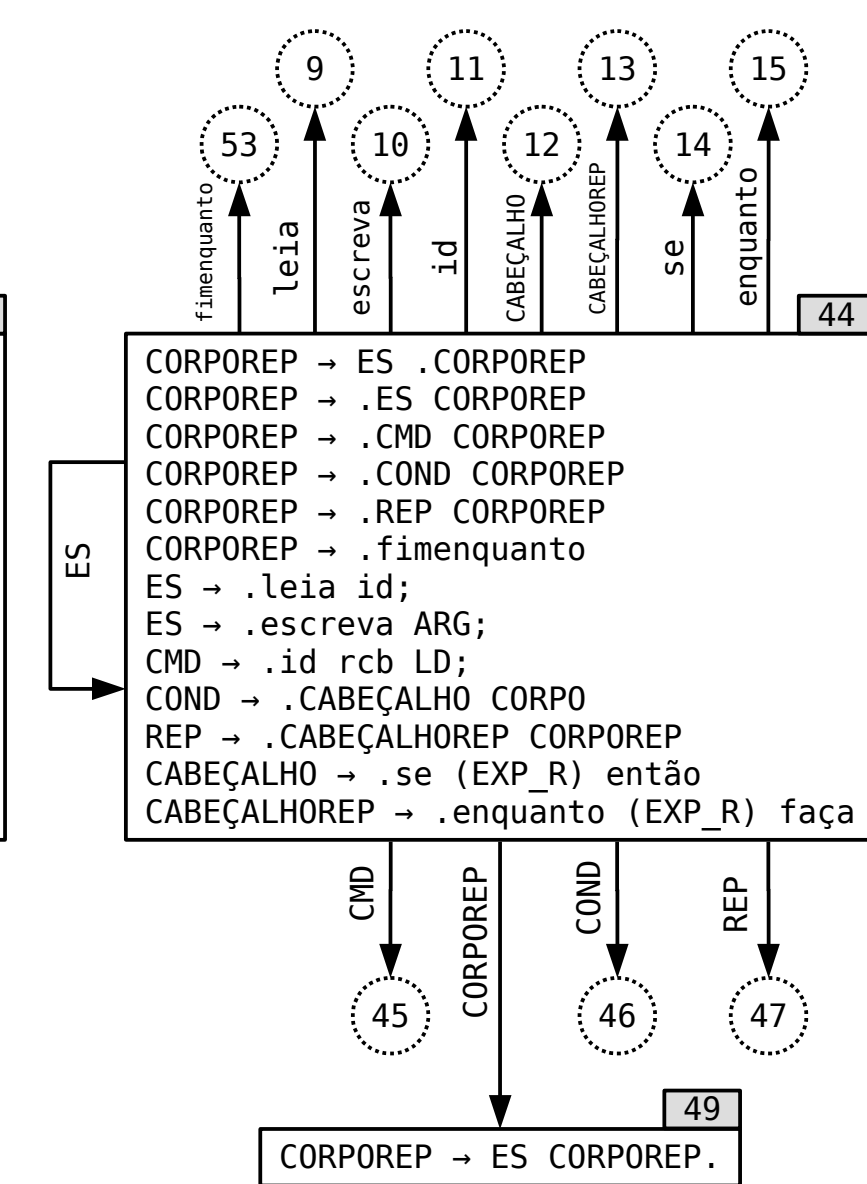 9
11
13
15
53
10
12
14
fimenquanto
leia
escreva
id
CABEÇALHO
CABEÇALHOREP
se
enquanto
44
CORPOREP → ES .CORPOREP
CORPOREP → .ES CORPOREP
CORPOREP → .CMD CORPOREP
CORPOREP → .COND CORPOREP
CORPOREP → .REP CORPOREP
CORPOREP → .fimenquanto
ES → .leia id;
ES → .escreva ARG;
CMD → .id rcb LD;
COND → .CABEÇALHO CORPO
REP → .CABEÇALHOREP CORPOREP
CABEÇALHO → .se (EXP_R) então
CABEÇALHOREP → .enquanto (EXP_R) faça
ES
CMD
CORPOREP
COND
REP
45
46
47
49
CORPOREP → ES CORPOREP.